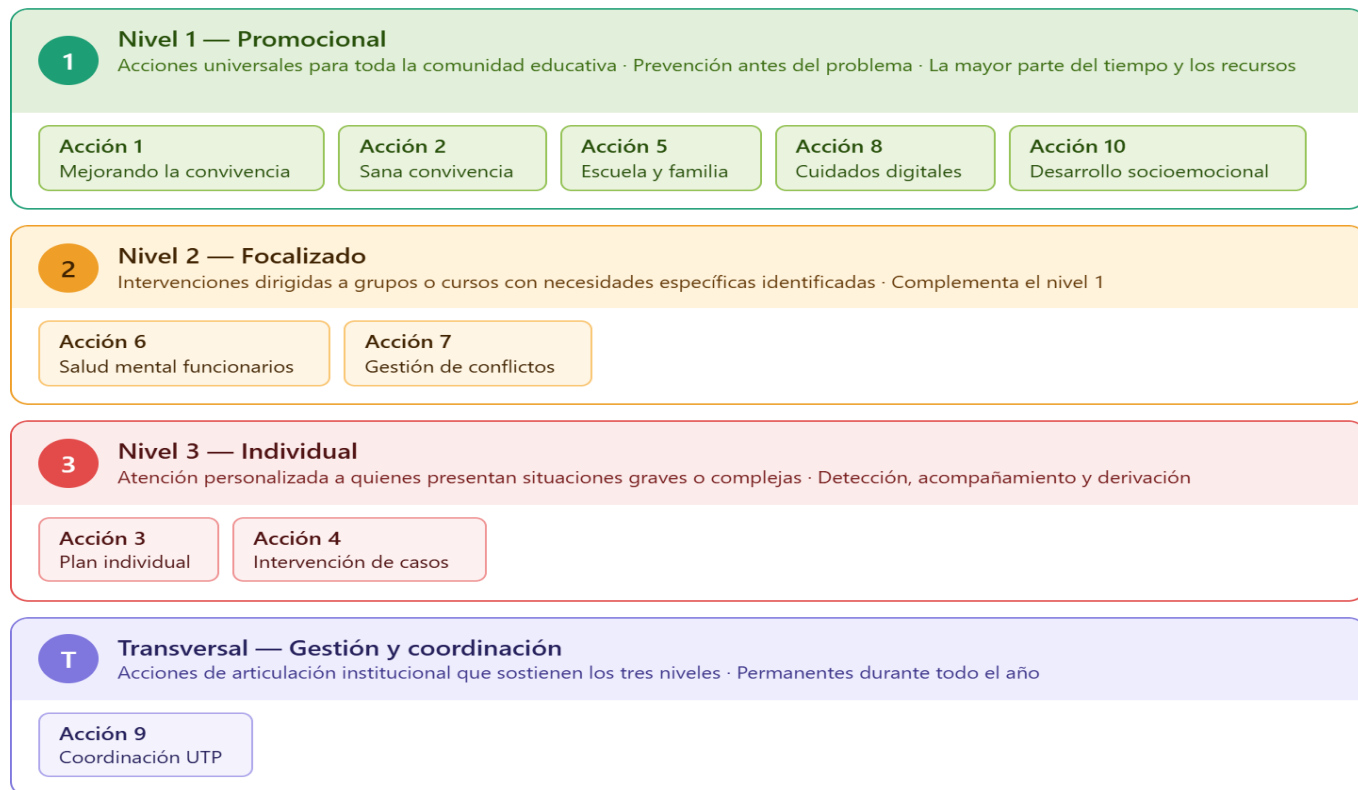 1
Nivel 1 — Promocional
Acciones universales para toda la comunidad educativa · Prevención antes del problema · La mayor parte del tiempo y los recursos
Acción 1
Mejorando la convivencia
Acción 2
Sana convivencia
Acción 5
Escuela y familia
Acción 8
Cuidados digitales
Acción 10
Desarrollo socioemocional
2
Nivel 2 — Focalizado
Intervenciones dirigidas a grupos o cursos con necesidades específicas identificadas · Complementa el nivel 1
Acción 6
Salud mental funcionarios
Acción 7
Gestión de conflictos
3
Nivel 3 — Individual
Atención personalizada a quienes presentan situaciones graves o complejas · Detección, acompañamiento y derivación
Acción 3
Plan individual
Acción 4
Intervención de casos
T
Transversal — Gestión y coordinación
Acciones de articulación institucional que sostienen los tres niveles · Permanentes durante todo el año
Acción 9
Coordinación UTP